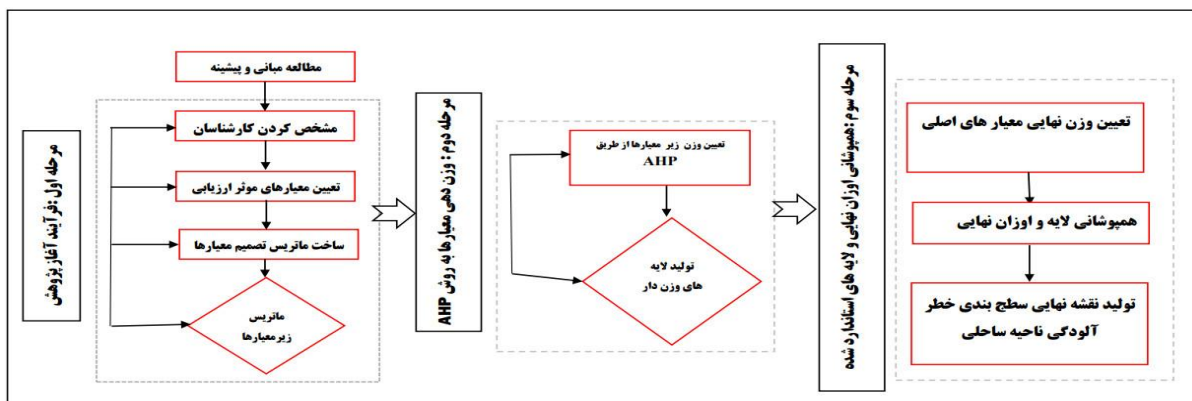 مرحله اول :فرآیند آغاز پژوهش
مطالعه مبانی و پیشینه
مشخص کردن کارشناسان
تعیین معیارهای موثر ارزیابی
ساخت ماتریس تصمیم معیارها
ماتریس
زیرمعیارها
مرحله دوم : وزن دهی معیارها به روش AHP
تعیین وزن زیر معیارها از طریق
AHP
تولید لایه
های وزن دار
مرحله سوم :همپوشانی اوزان نهایی و لایه های استاندارد شده
تعیین وزن نهایی معیار های اصلی
همپوشانی لایه و اوزان نهایی
تولید نقشه نهایی سطح بندی خطر
آلودگی ناحیه ساحلی